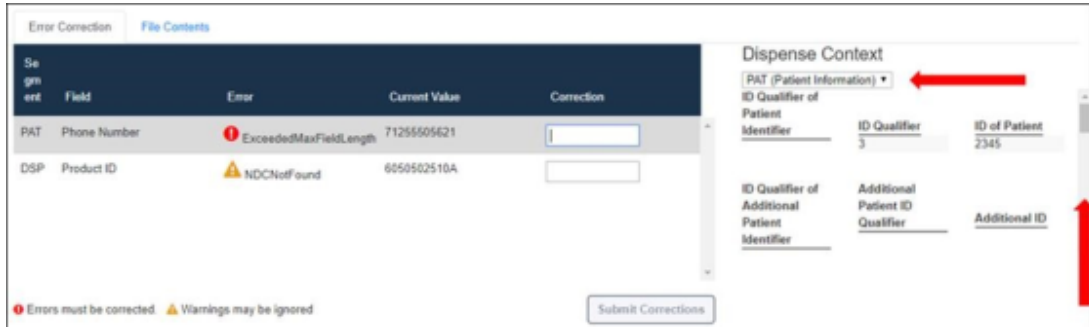 Error Correction File Contents
Se
gm
ent Field Error Current Value Correction
PAT Phone Number ExceededMaxFieldLength 71255505621
DSP Product ID NDCNotFound 6050502510A
Errors must be corrected. Warnings may be ignored Submit Corrections
Dispense Context
PAT (Patient Information)
ID Qualifier of
Patient
Identifier ID Qualifier ID of Patient
3 2345
ID Qualifier of Additional
Additional Patient ID
Patient Qualifier Additional ID
Identifier